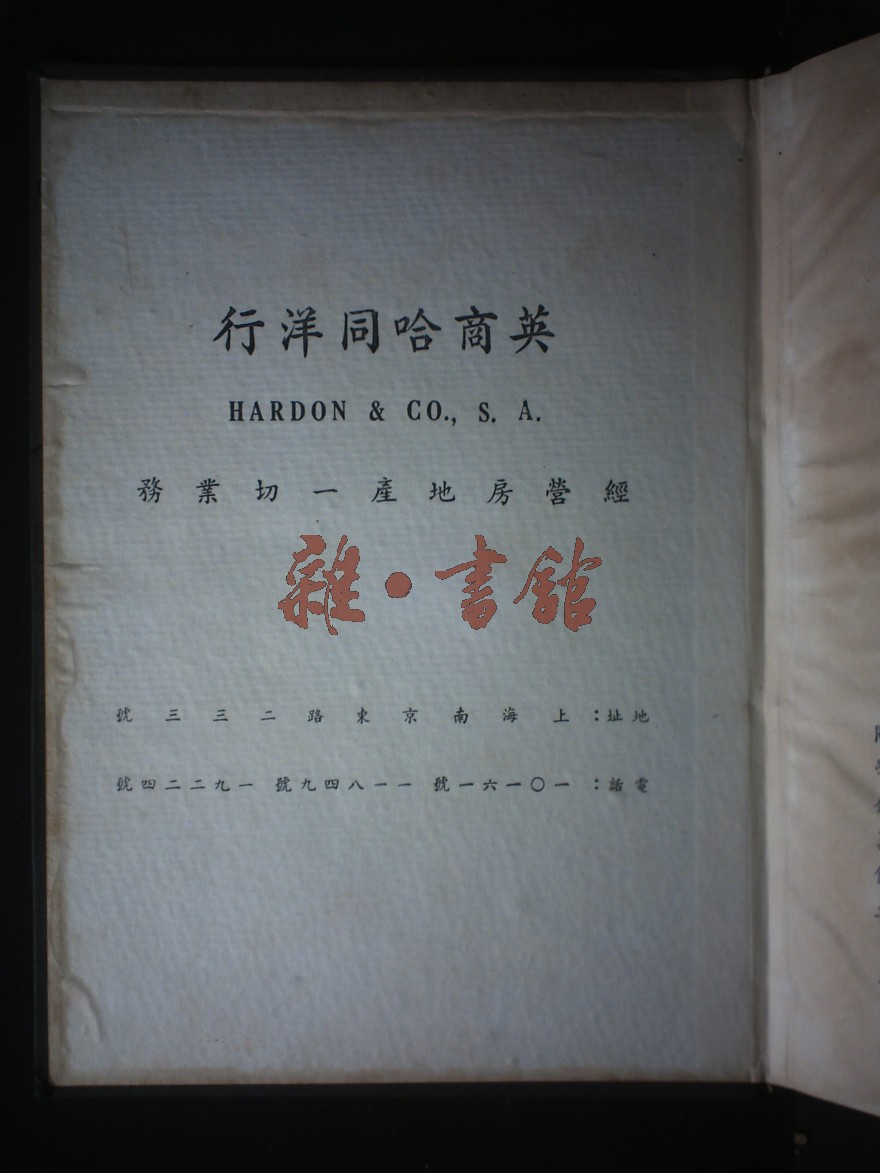 英商哈同洋行
HARDON & CO., S. A.
經營房地產一切業務
雜•書館
地址:上海南京東路二三三號
電話:一〇一六一號 一一八四九號 一九二二四號